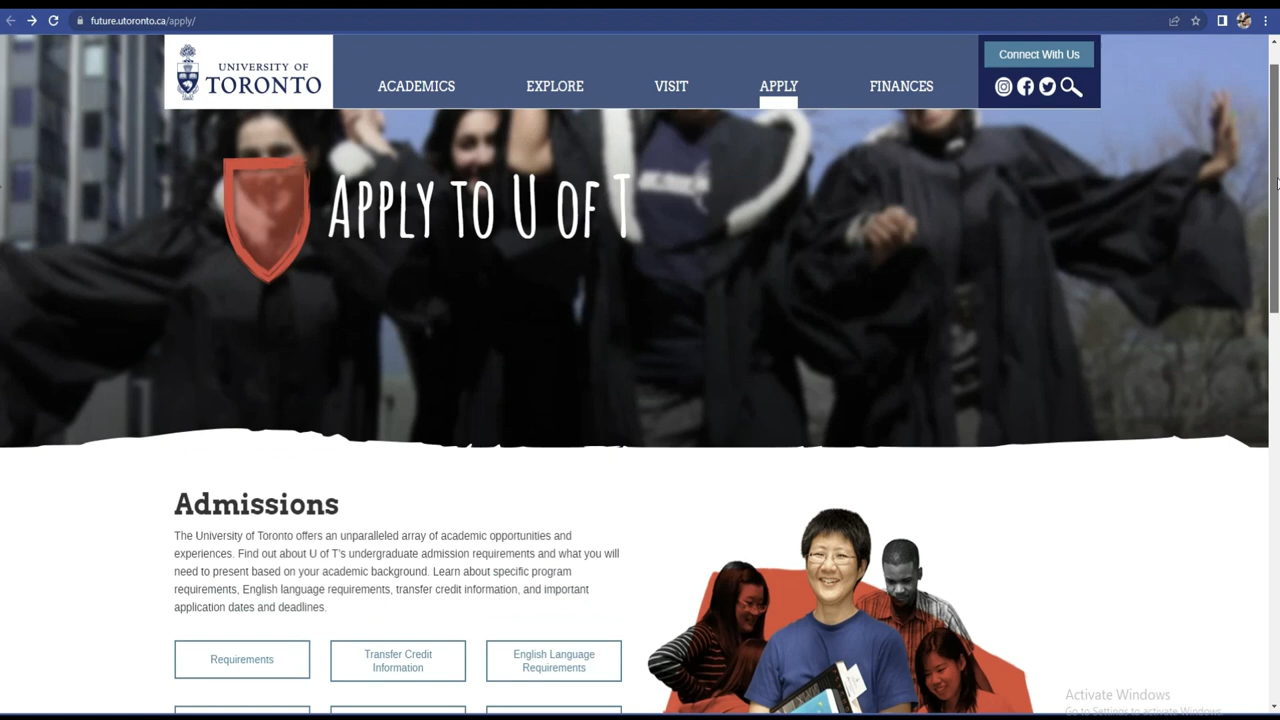 future.utoronto.ca/apply/
UNIVERSITY OF
TORONTO
ACADEMICS
EXPLORE
VISIT
APPLY
FINANCES
Connect With Us
APPLY TO U OF T
Admissions
The University of Toronto offers an unparalleled array of academic opportunities and
experiences. Find out about U of T's undergraduate admission requirements and what you will
need to present based on your academic background. Learn about specific program
requirements, English language requirements, transfer credit information, and important
application dates and deadlines.
Requirements
Transfer Credit
Information
English Language
Requirements
Activate Windows
Go to Settings to activate Windows.